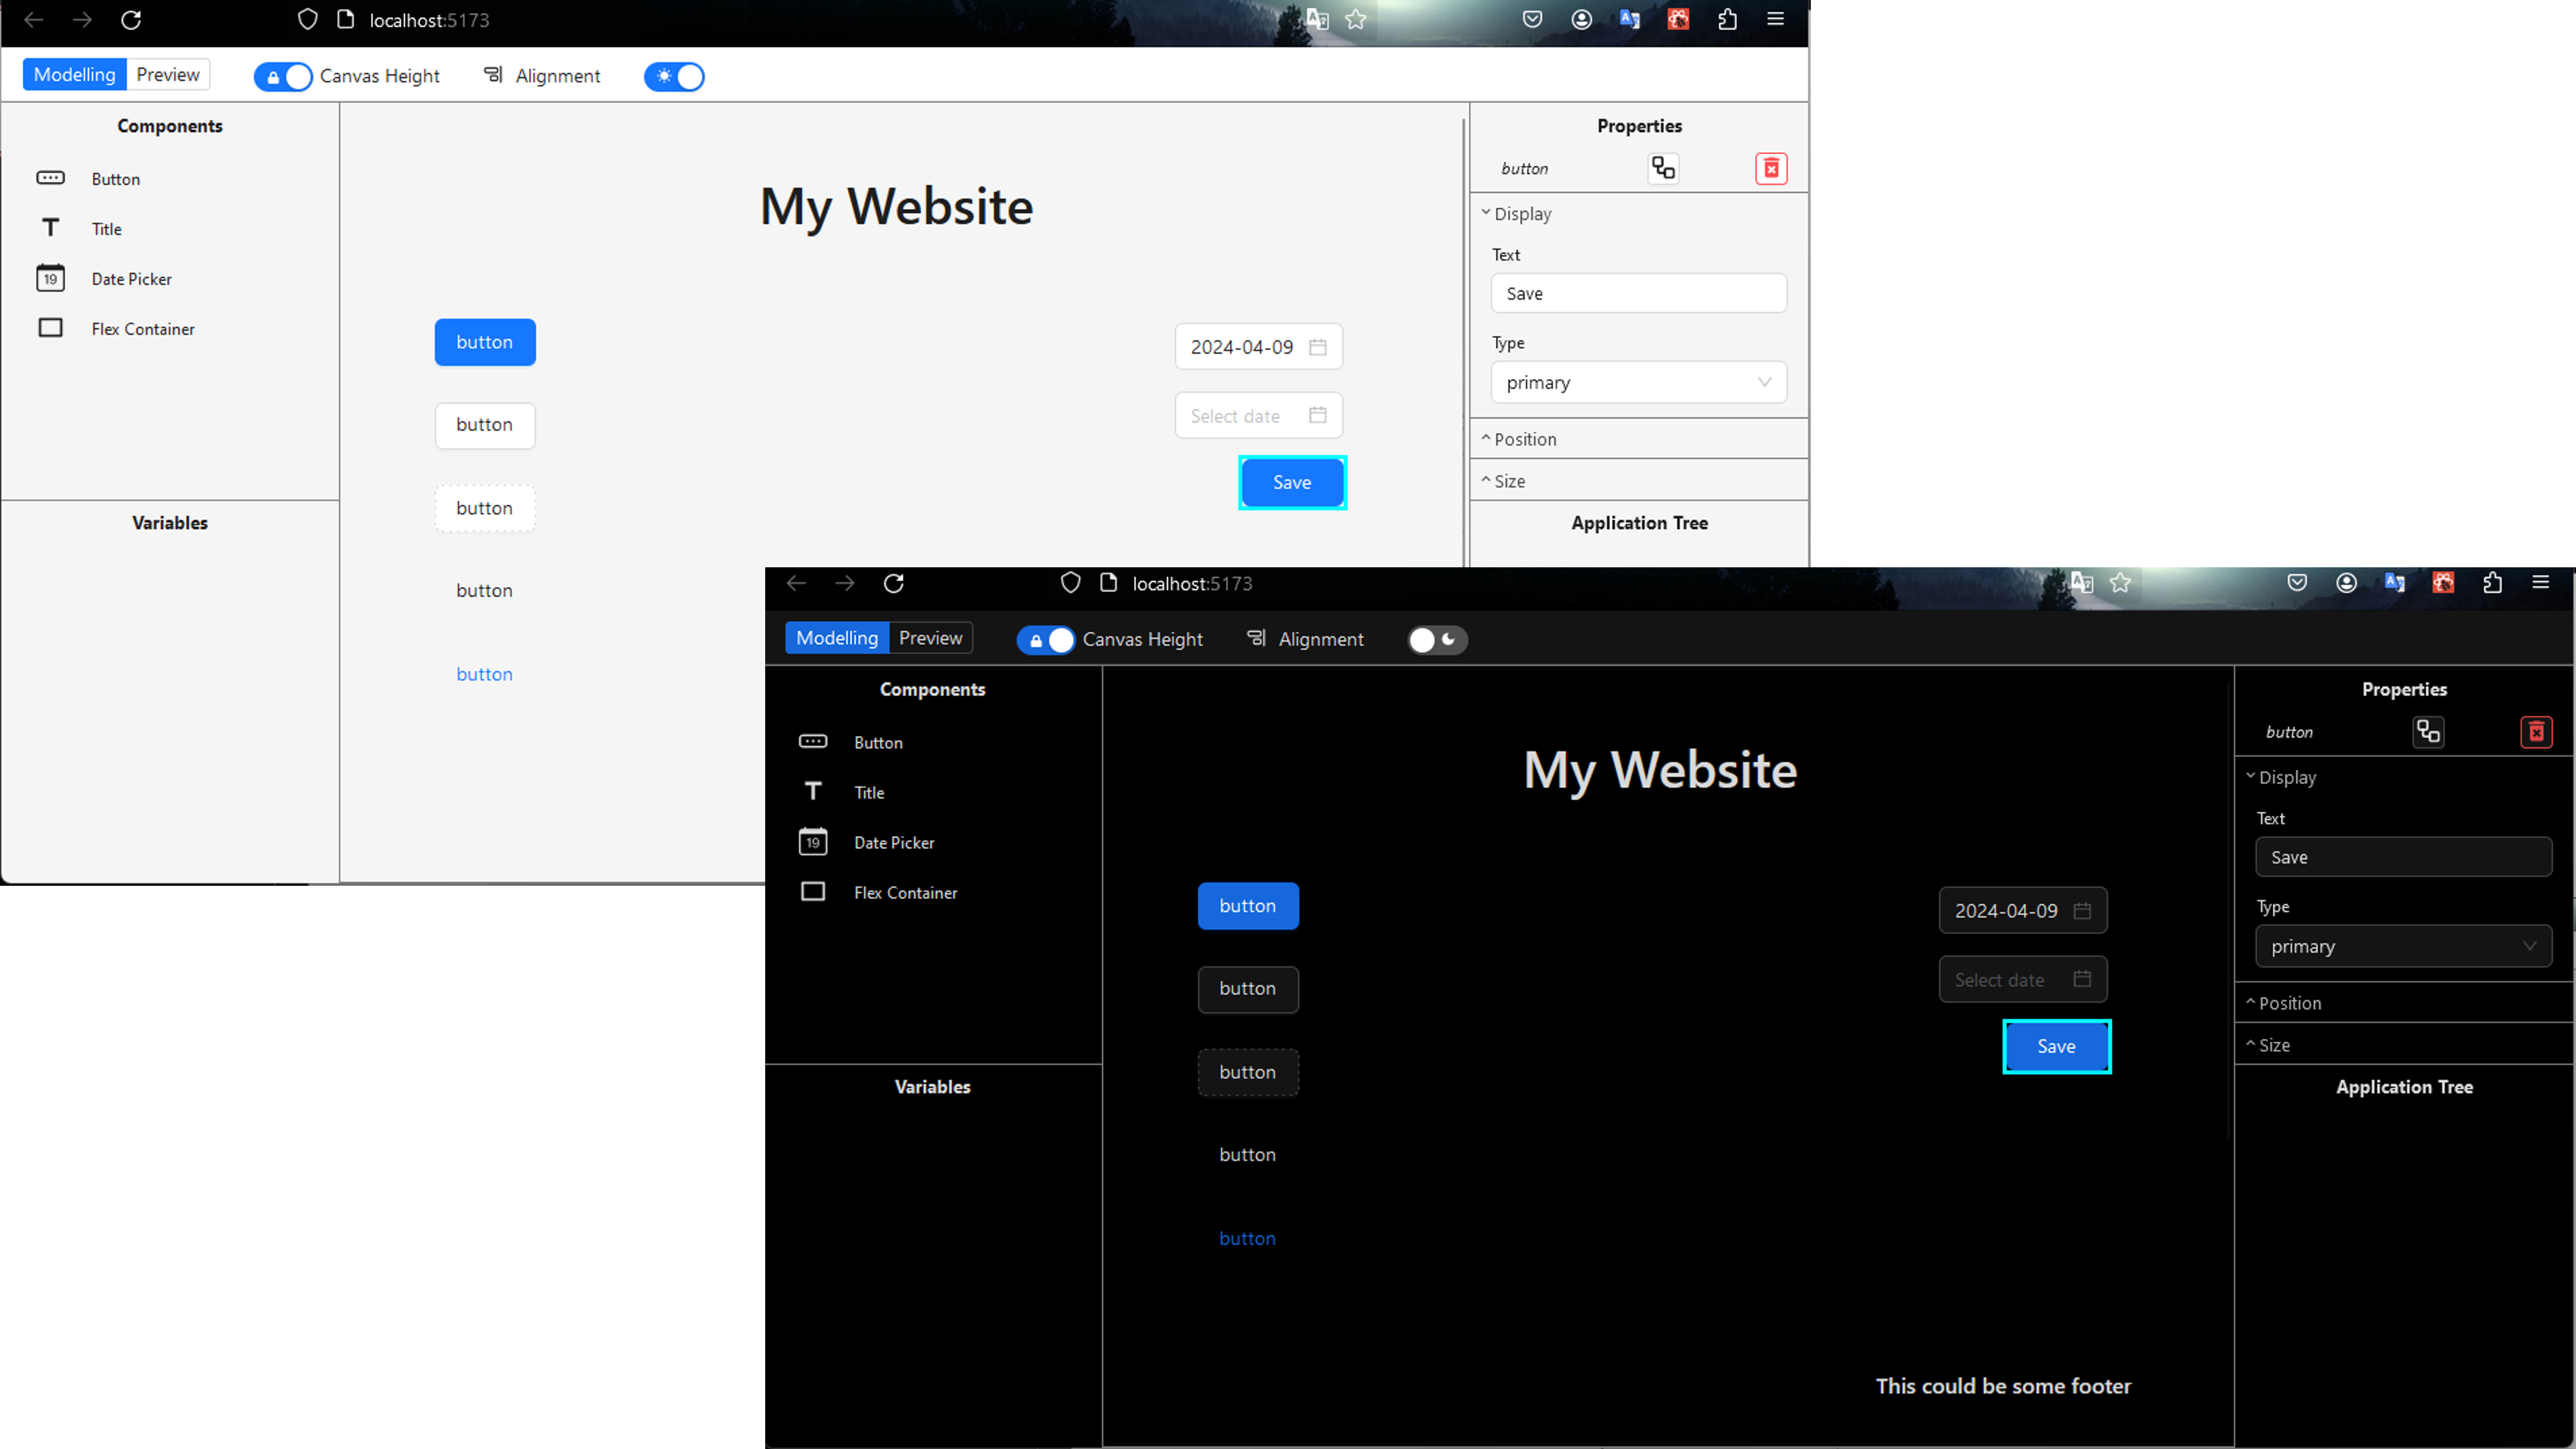 localhost:5173
Modelling Preview Canvas Height Alignment
Components
Button
Title
19 Date Picker
Flex Container
Variables
My Website
button
button
button
button
button
2024-04-09
Select date
Save
Properties
button
Display
Text
Save
Type
primary
Position
Size
Application Tree
localhost:5173
Modelling Preview Canvas Height Alignment
Components
Button
Title
19 Date Picker
Flex Container
Variables
My Website
button
button
button
button
button
2024-04-09
Select date
Save
This could be some footer
Properties
button
Display
Text
Save
Type
primary
Position
Size
Application Tree